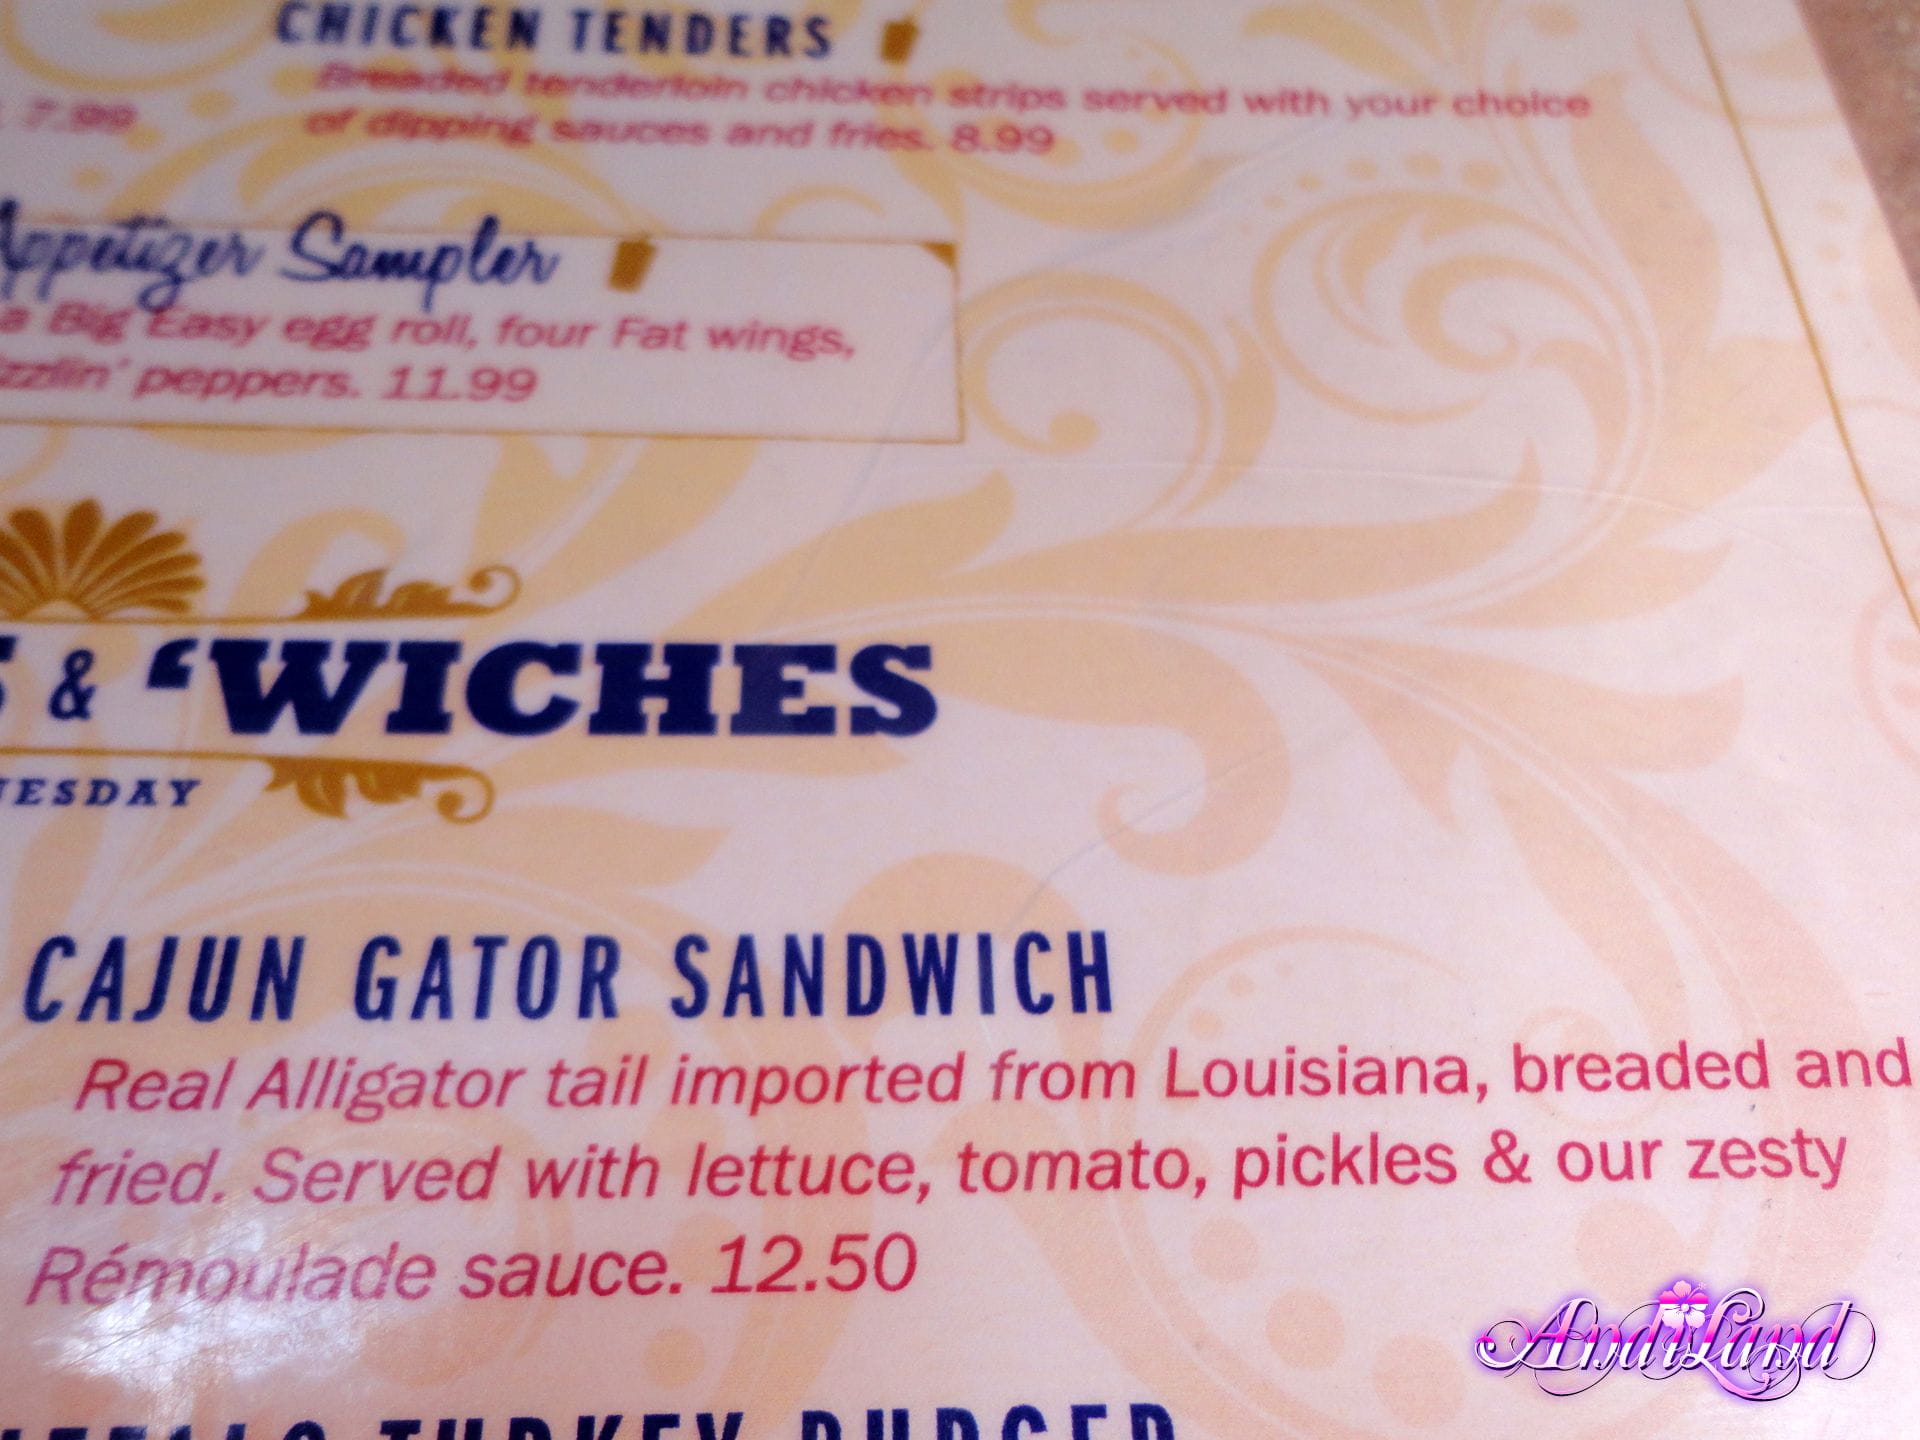 CHICKEN TENDERS
Breaded tenderloin chicken strips served with your choice
of dipping sauces and fries. 8.99
7.99
Appetizer Sampler
a Big Easy egg roll, four Fat wings,
peppers. 11.99
& ‘WICHES
CAJUN GATOR SANDWICH
Real Alligator tail imported from Louisiana, breaded and
fried. Served with lettuce, tomato, pickles & our zesty
Rémoulade sauce. 12.50
TURKEY BURGER
AndiLand